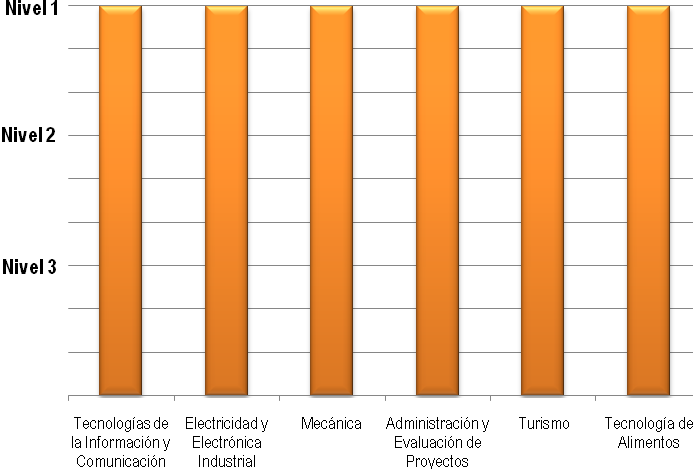 Nivel 1
Nivel 2
Nivel 3
Tecnologías de
la Información y
Comunicación
Electricidad y
Electrónica
Industrial
Mecánica
Administración y
Evaluación de
Proyectos
Turismo
Tecnología de
Alimentos